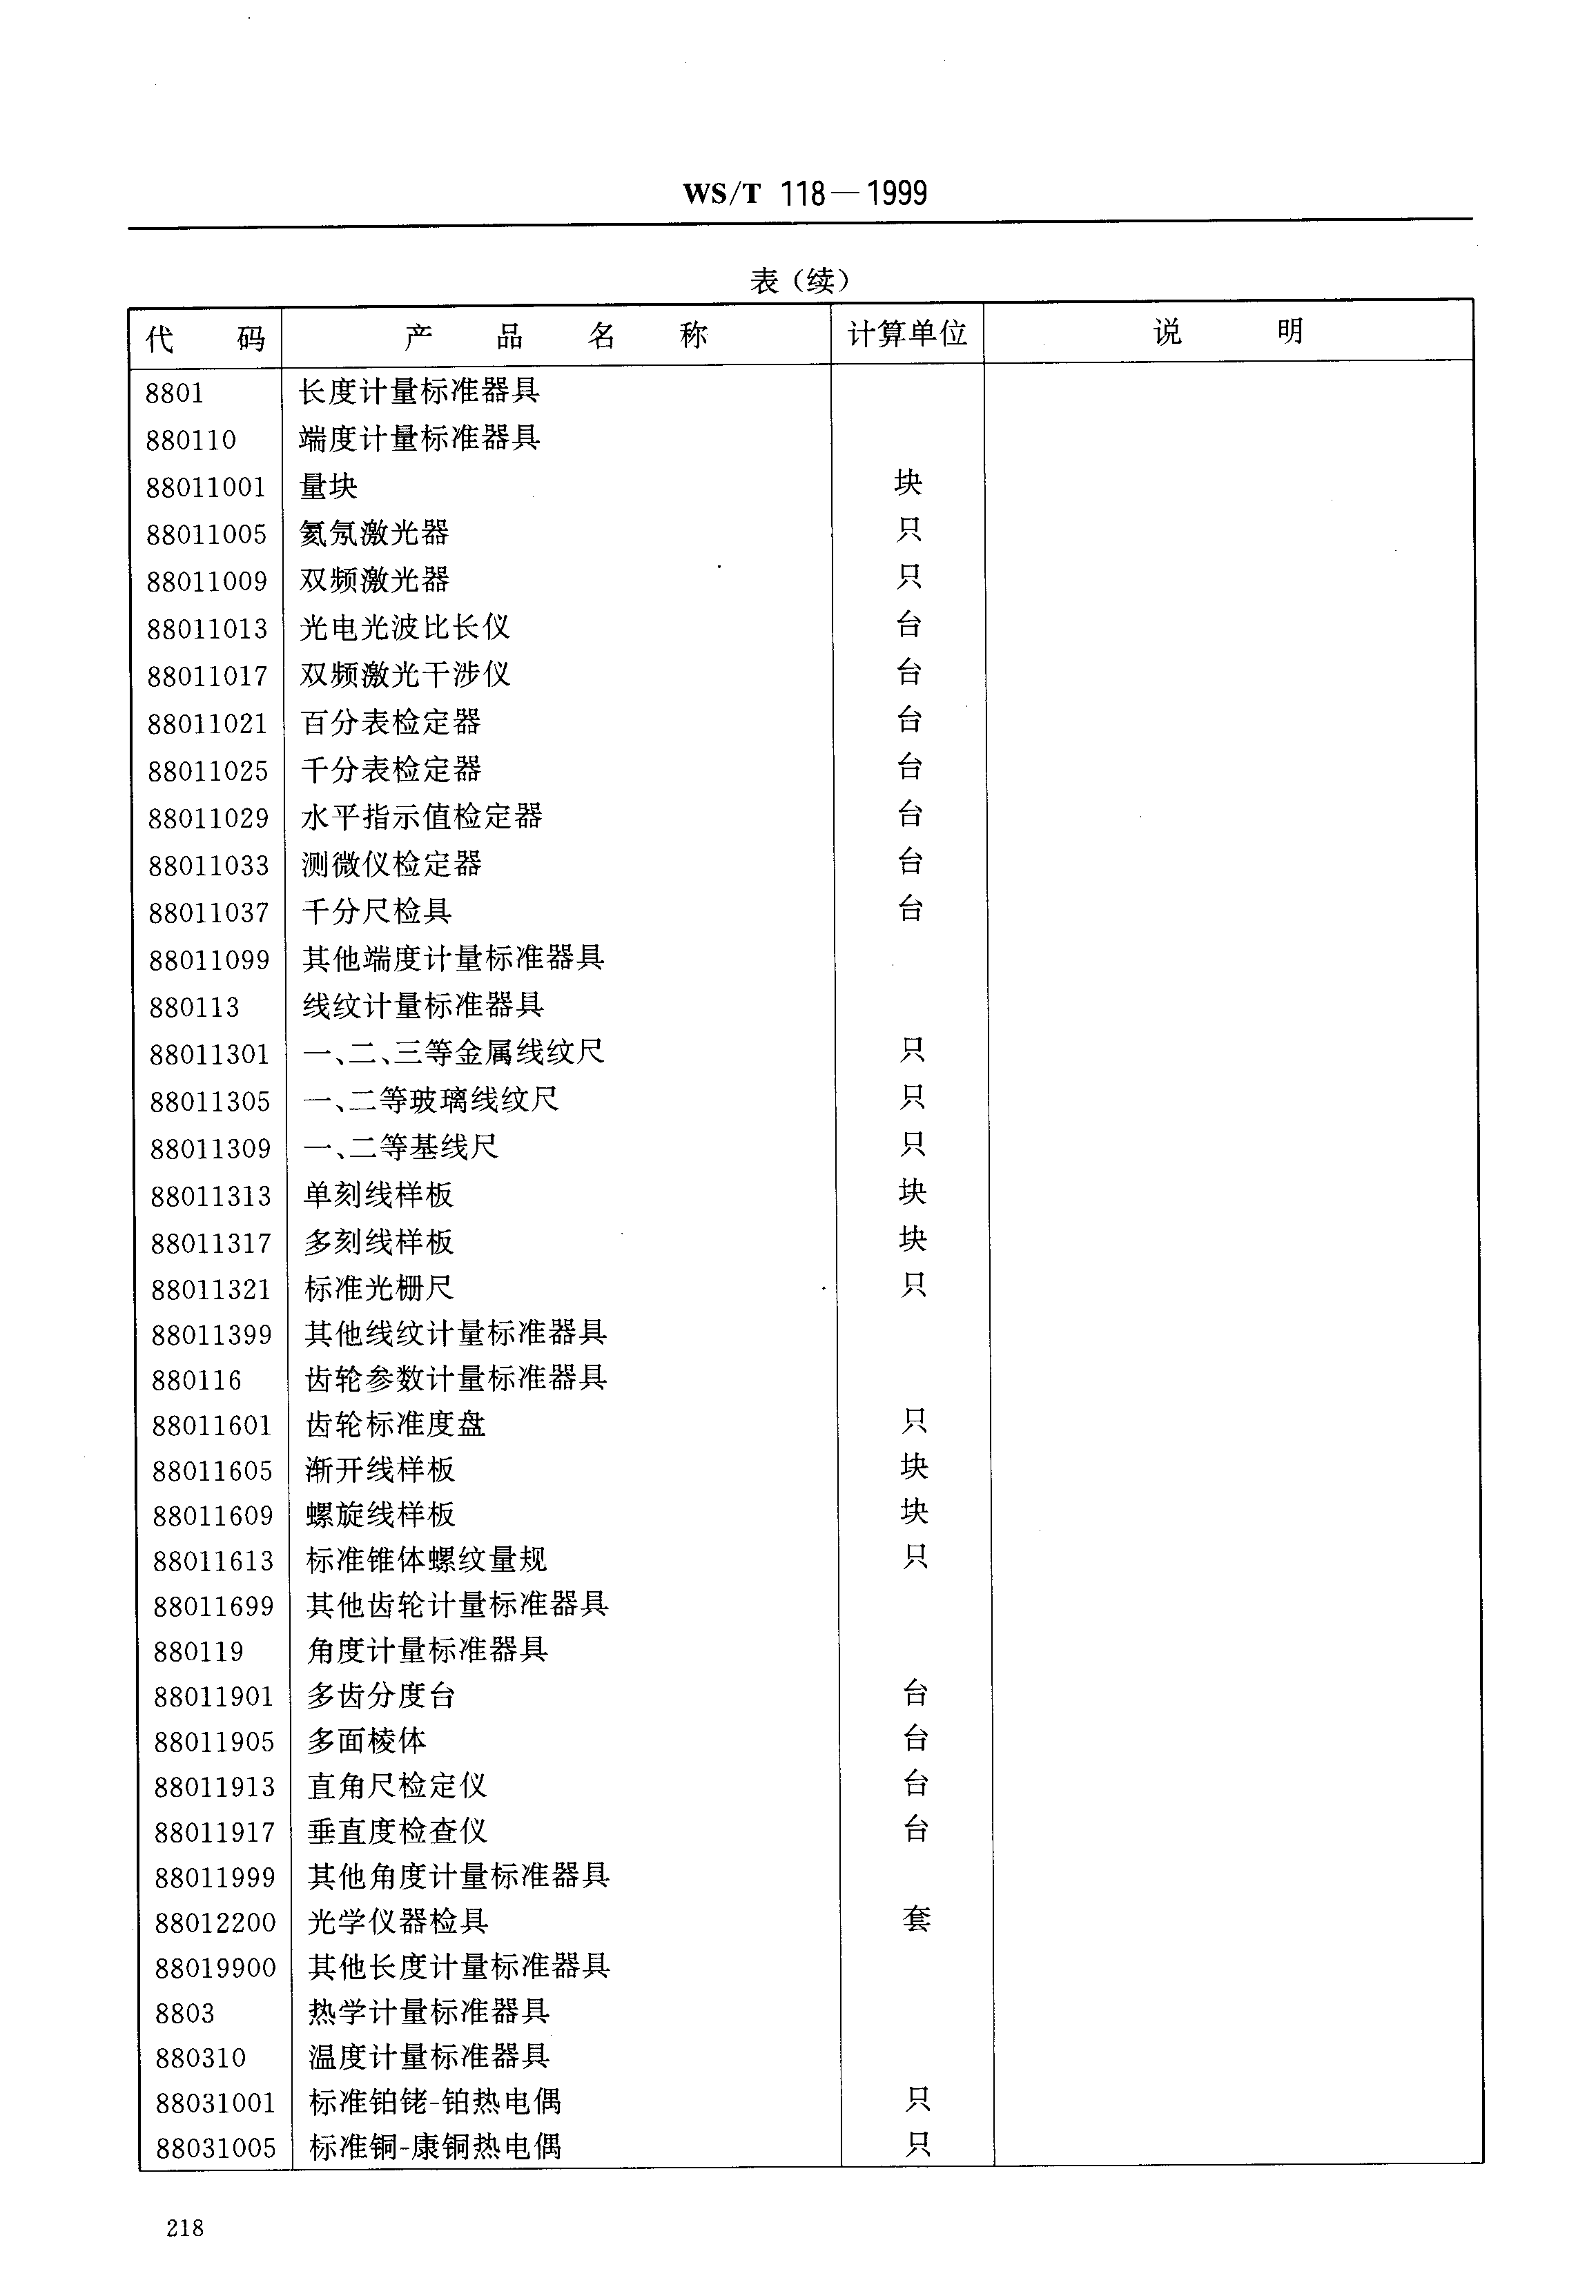 WS/T 118—1999
表（续）
代 码 产 品 名 称 计算单位 说 明
8801 长度计量标准器具
880110 端度计量标准器具
88011001 量块 块
88011005 氦氖激光器 只
88011009 双频激光器 只
88011013 光电光波比长仪 台
88011017 双频激光干涉仪 台
88011021 百分表检定器 台
88011025 千分表检定器 台
88011029 水平指示值检定器 台
88011033 测微仪检定器 台
88011037 千分尺检具 台
88011099 其他端度计量标准器具
880113 线纹计量标准器具
88011301 一、二、三等金属线纹尺 只
88011305 一、二等玻璃线纹尺 只
88011309 一、二等基线尺 只
88011313 单刻线样板 块
88011317 多刻线样板 块
88011321 标准光栅尺 只
88011399 其他线纹计量标准器具
880116 齿轮参数计量标准器具
88011601 齿轮标准度盘 只
88011605 渐开线样板 块
88011609 螺旋线样板 块
88011613 标准锥体螺纹量规 只
88011699 其他齿轮计量标准器具
880119 角度计量标准器具
88011901 多齿分度台 台
88011905 多面棱体 台
88011913 直角尺检定仪 台
88011917 垂直度检查仪 台
88011999 其他角度计量标准器具
88012200 光学仪器检具 套
88019900 其他长度计量标准器具
8803 热学计量标准器具
880310 温度计量标准器具
88031001 标准铂铑-铂热电偶 只
88031005 标准铜-康铜热电偶 只
218